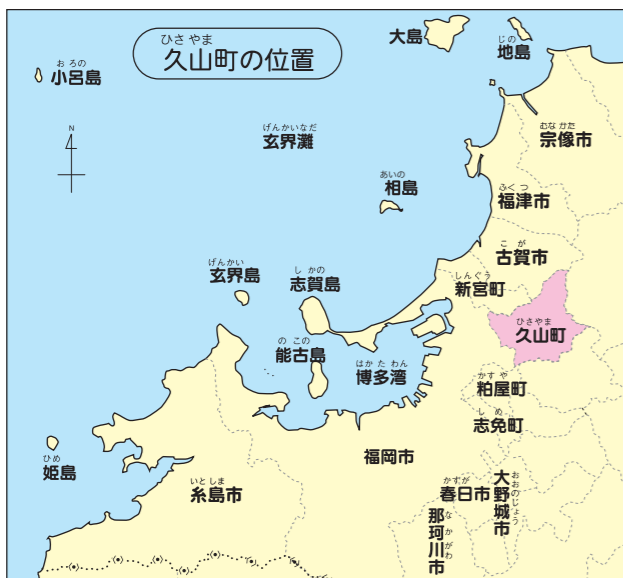 ひさやま
久山町の位置
大島
じの
地島
おろの
小呂島
N
げんかいなだ
玄界灘
むなかた
宗像市
あいの
相島
ふくつ
福津市
こが
古賀市
げんかい
玄界島
しかの
志賀島
しんぐう
新宮町
ひさやま
久山町
のこの
能古島
はかたわん
博多湾
かすや
粕屋町
しめ
志免町
ひめ
姫島
福岡市
いとしま
糸島市
かすが
春日市
おおのじょう
大野城市
なかがわ
那珂川市